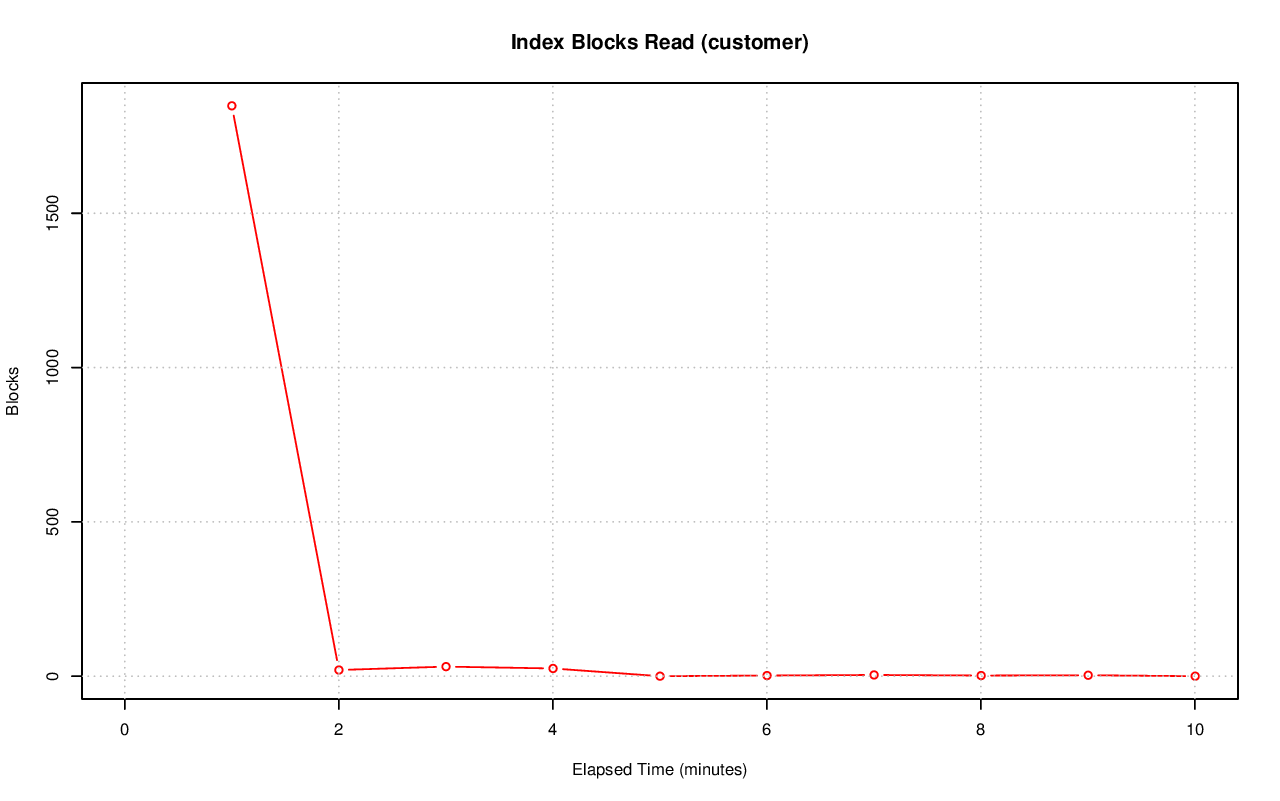 Index Blocks Read (customer)
Blocks
1500
1000
500
0
0 2 4 6 8 10
Elapsed Time (minutes)